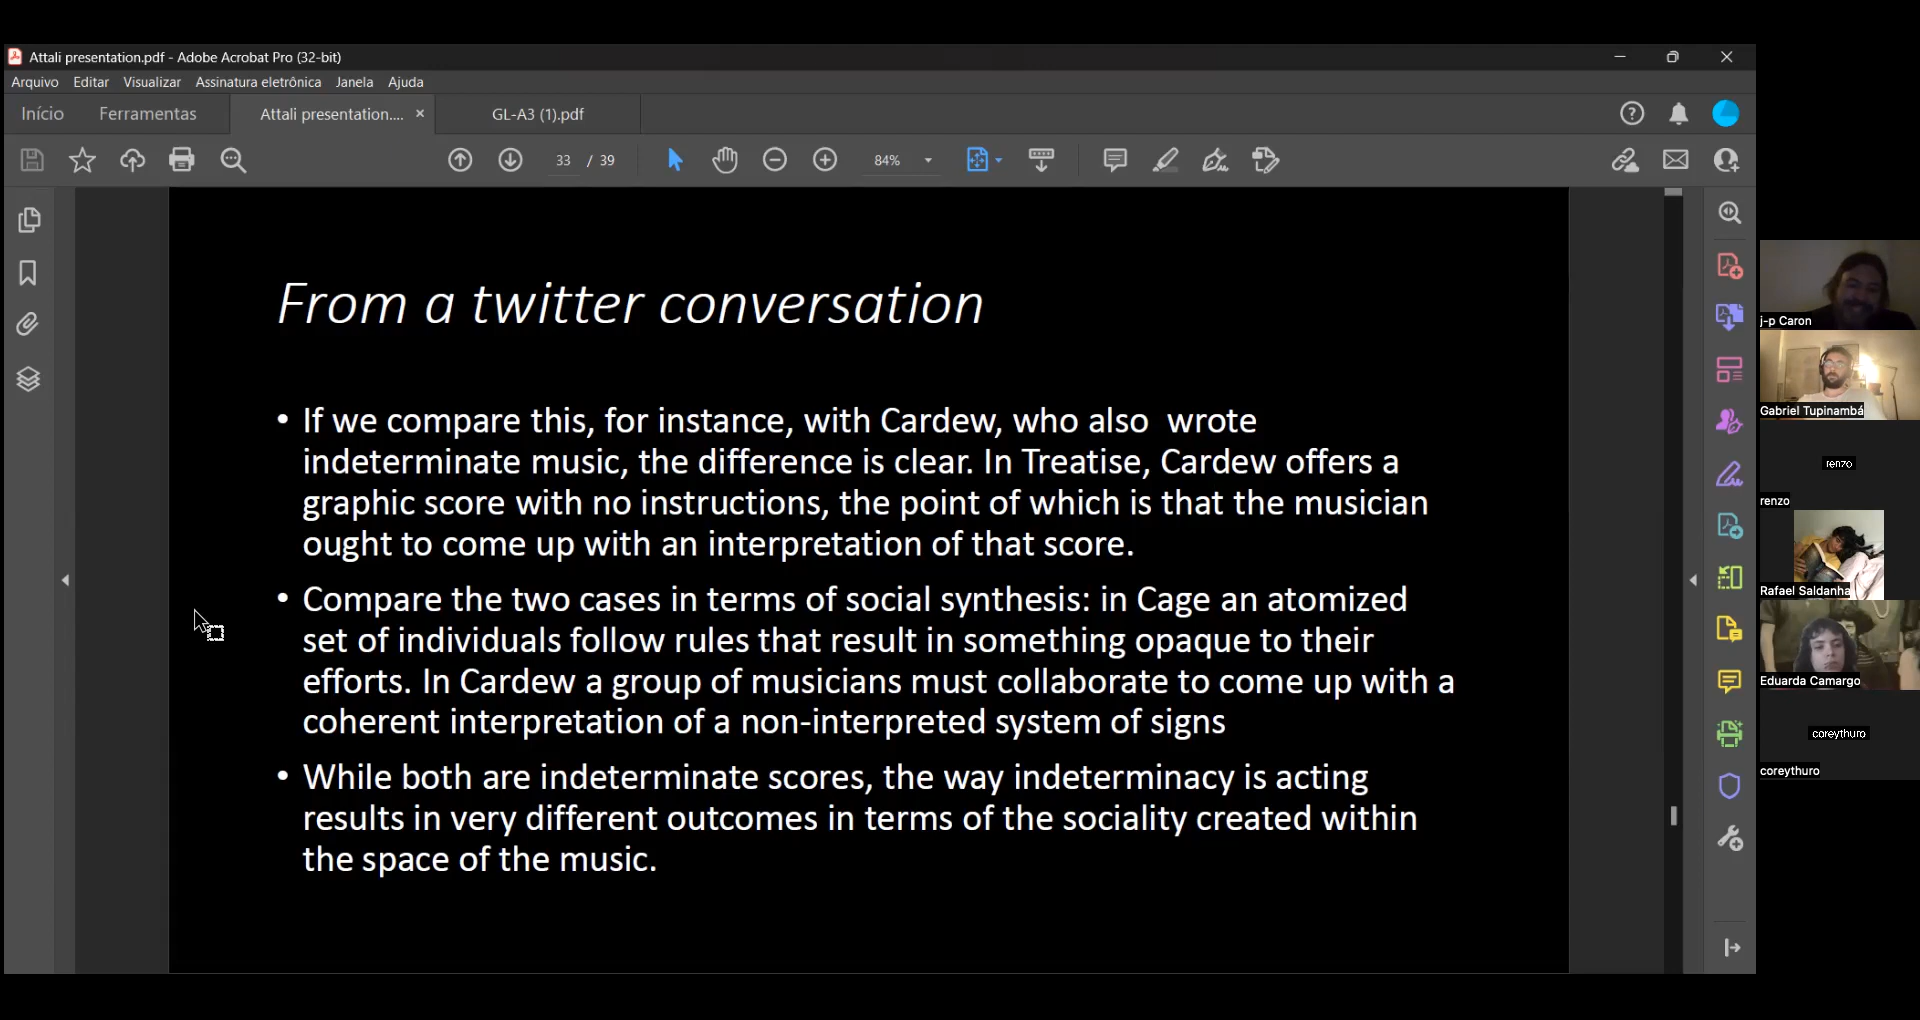 Attali presentation.pdf - Adobe Acrobat Pro (32-bit)
Arquivo Editar Visualizar Assinatura eletrônica Janela Ajuda
Início Ferramentas Attali presentation.... × GL-A3 (1).pdf
33 / 39 84%
From a twitter conversation
• If we compare this, for instance, with Cardew, who also wrote
indeterminate music, the difference is clear. In Treatise, Cardew offers a
graphic score with no instructions, the point of which is that the musician
ought to come up with an interpretation of that score.
• Compare the two cases in terms of social synthesis: in Cage an atomized
set of individuals follow rules that result in something opaque to their
efforts. In Cardew a group of musicians must collaborate to come up with a
coherent interpretation of a non-interpreted system of signs
• While both are indeterminate scores, the way indeterminacy is acting
results in very different outcomes in terms of the sociality created within
the space of the music.
j-p Caron
Gabriel Tupinambá
renzo
renzo
Rafael Saldanha
Eduarda Camargo
coreythuro
coreythuro